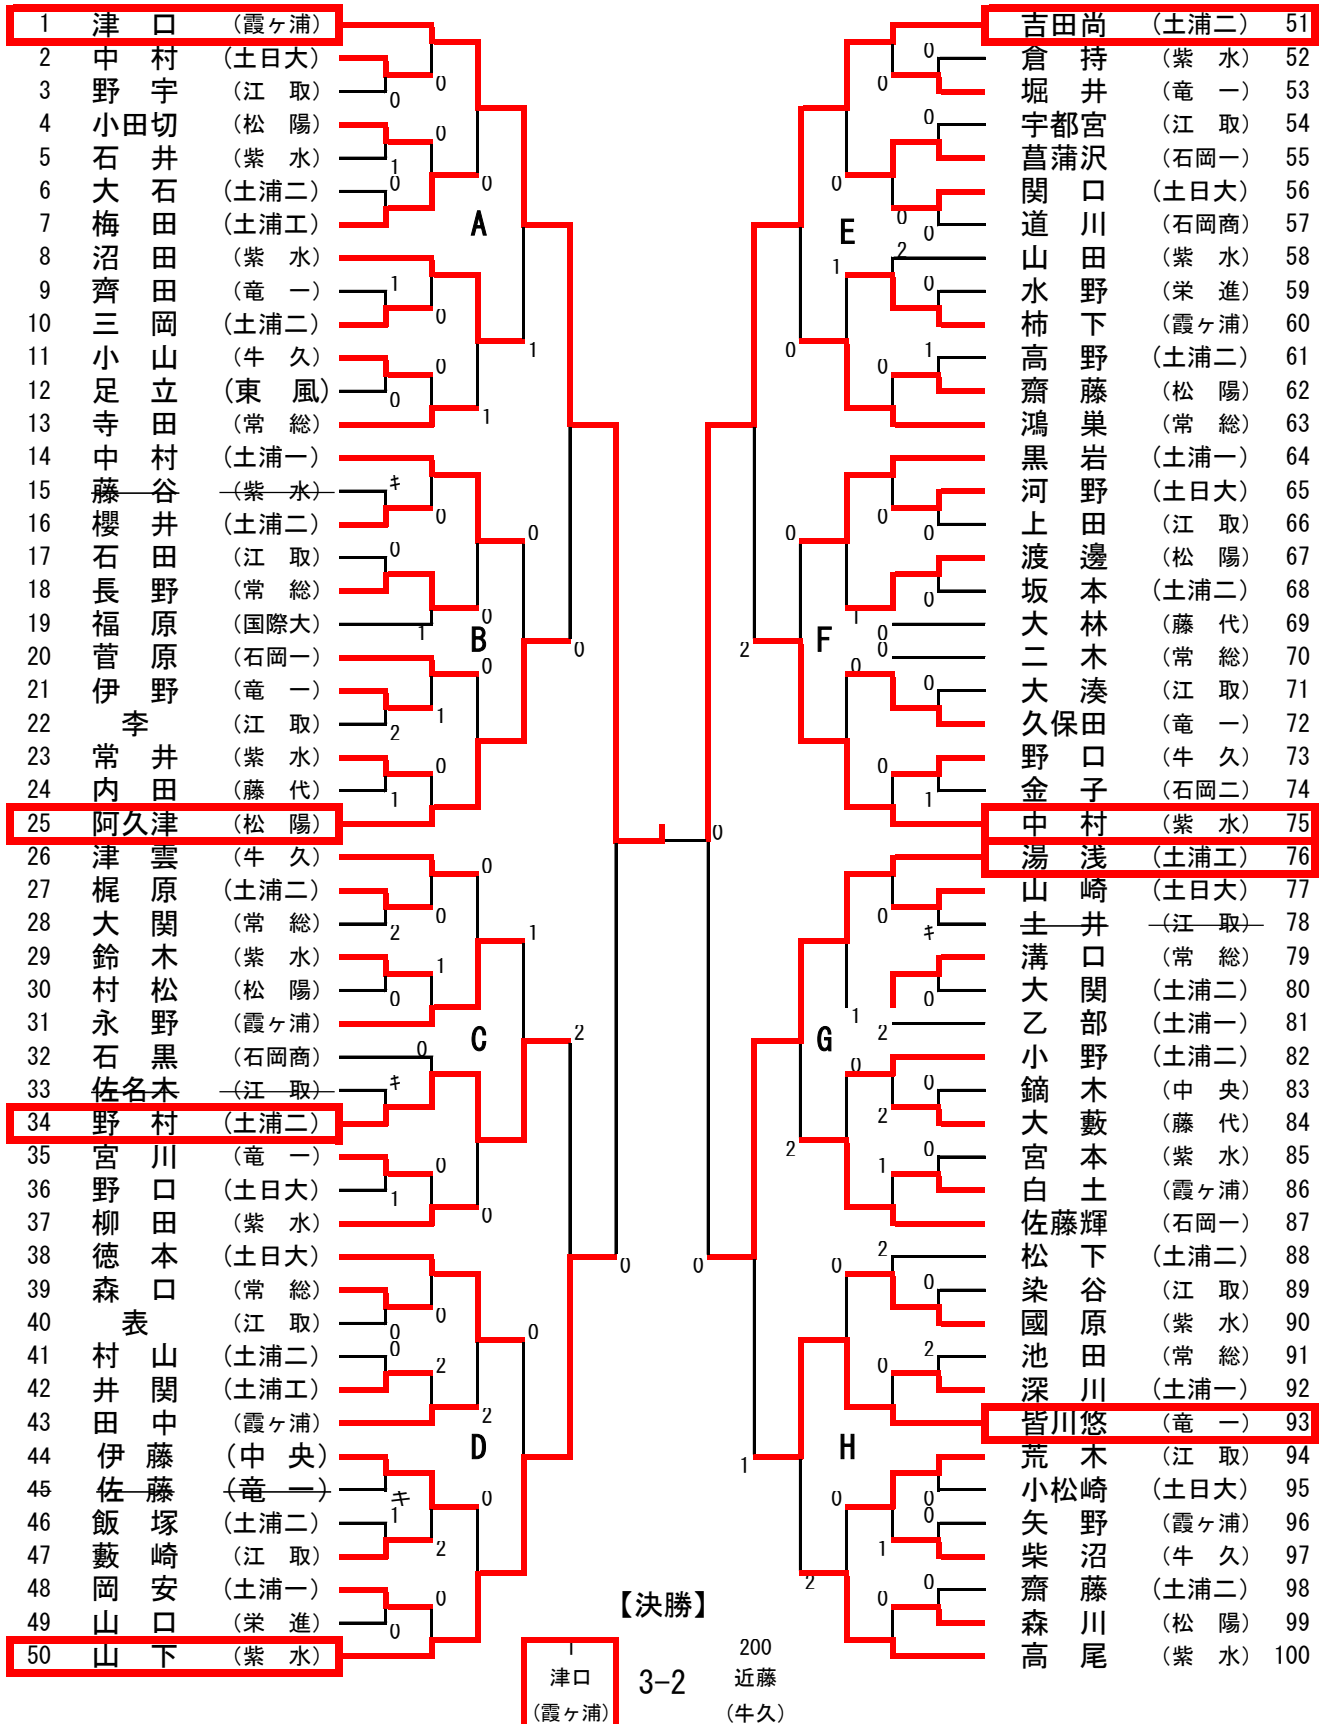 1 津 口 (霞ヶ浦)
2 中 村 (土日大)
3 野 宇 (江 取)
4 小田切 (松 陽)
5 石 井 (紫 水)
6 大 石 (土浦二)
7 梅 田 (土浦工)
8 沼 田 (紫 水)
9 齊 田 (竜 一)
10 三 岡 (土浦二)
11 小 山 (牛 久)
12 足 立 (東 風)
13 寺 田 (常 総)
14 中 村 (土浦一)
15 藤 谷 (紫 水)
16 櫻 井 (土浦二)
17 石 田 (江 取)
18 長 野 (常 総)
19 福 原 (国際大)
20 菅 原 (石岡一)
21 伊 野 (竜 一)
22 李 (江 取)
23 常 井 (紫 水)
24 内 田 (藤 代)
25 阿久津 (松 陽)
26 津 雲 (牛 久)
27 梶 原 (土浦二)
28 大 関 (常 総)
29 鈴 木 (紫 水)
30 村 松 (松 陽)
31 永 野 (霞ヶ浦)
32 石 黒 (石岡商)
33 佐名木 (江 取)
34 野 村 (土浦二)
35 宮 川 (竜 一)
36 野 口 (土日大)
37 柳 田 (紫 水)
38 徳 本 (土日大)
39 森 口 (常 総)
40 表 (江 取)
41 村 山 (土浦二)
42 井 関 (土浦工)
43 田 中 (霞ヶ浦)
44 伊 藤 (中 央)
45 佐 藤 (竜 一)
46 飯 塚 (土浦二)
47 藪 崎 (江 取)
48 岡 安 (土浦一)
49 山 口 (栄 進)
50 山 下 (紫 水)
A
B
C
D
E
F
G
H
吉田尚 (土浦二) 51
倉 持 (紫 水) 52
堀 井 (竜 一) 53
宇都宮 (江 取) 54
菖蒲沢 (石岡一) 55
関 口 (土日大) 56
道 川 (石岡商) 57
山 田 (紫 水) 58
水 野 (栄 進) 59
柿 下 (霞ヶ浦) 60
高 野 (土浦二) 61
齋 藤 (松 陽) 62
鴻 巣 (常 総) 63
黒 岩 (土浦一) 64
河 野 (土日大) 65
上 田 (江 取) 66
渡 邊 (松 陽) 67
坂 本 (土浦二) 68
大 林 (藤 代) 69
二 木 (常 総) 70
大 湊 (江 取) 71
久保田 (竜 一) 72
野 口 (牛 久) 73
金 子 (石岡二) 74
中 村 (紫 水) 75
湯 浅 (土浦工) 76
山 崎 (土日大) 77
土 井 (江 取) 78
溝 口 (常 総) 79
大 関 (土浦二) 80
乙 部 (土浦一) 81
小 野 (土浦二) 82
鏑 木 (中 央) 83
大 藪 (藤 代) 84
宮 本 (紫 水) 85
白 土 (霞ヶ浦) 86
佐藤輝 (石岡一) 87
松 下 (土浦二) 88
染 谷 (江 取) 89
國 原 (紫 水) 90
池 田 (常 総) 91
深 川 (土浦一) 92
皆川悠 (竜 一) 93
荒 木 (江 取) 94
小松崎 (土日大) 95
矢 野 (霞ヶ浦) 96
柴 沼 (牛 久) 97
齋 藤 (土浦二) 98
森 川 (松 陽) 99
高 尾 (紫 水) 100
【決勝】
1 200
津口 3-2 近藤
(霞ヶ浦) (牛久)